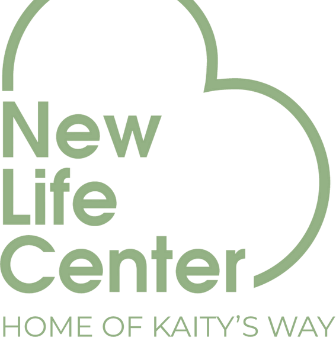 New
Life
Center
HOME OF KAITY'S WAY